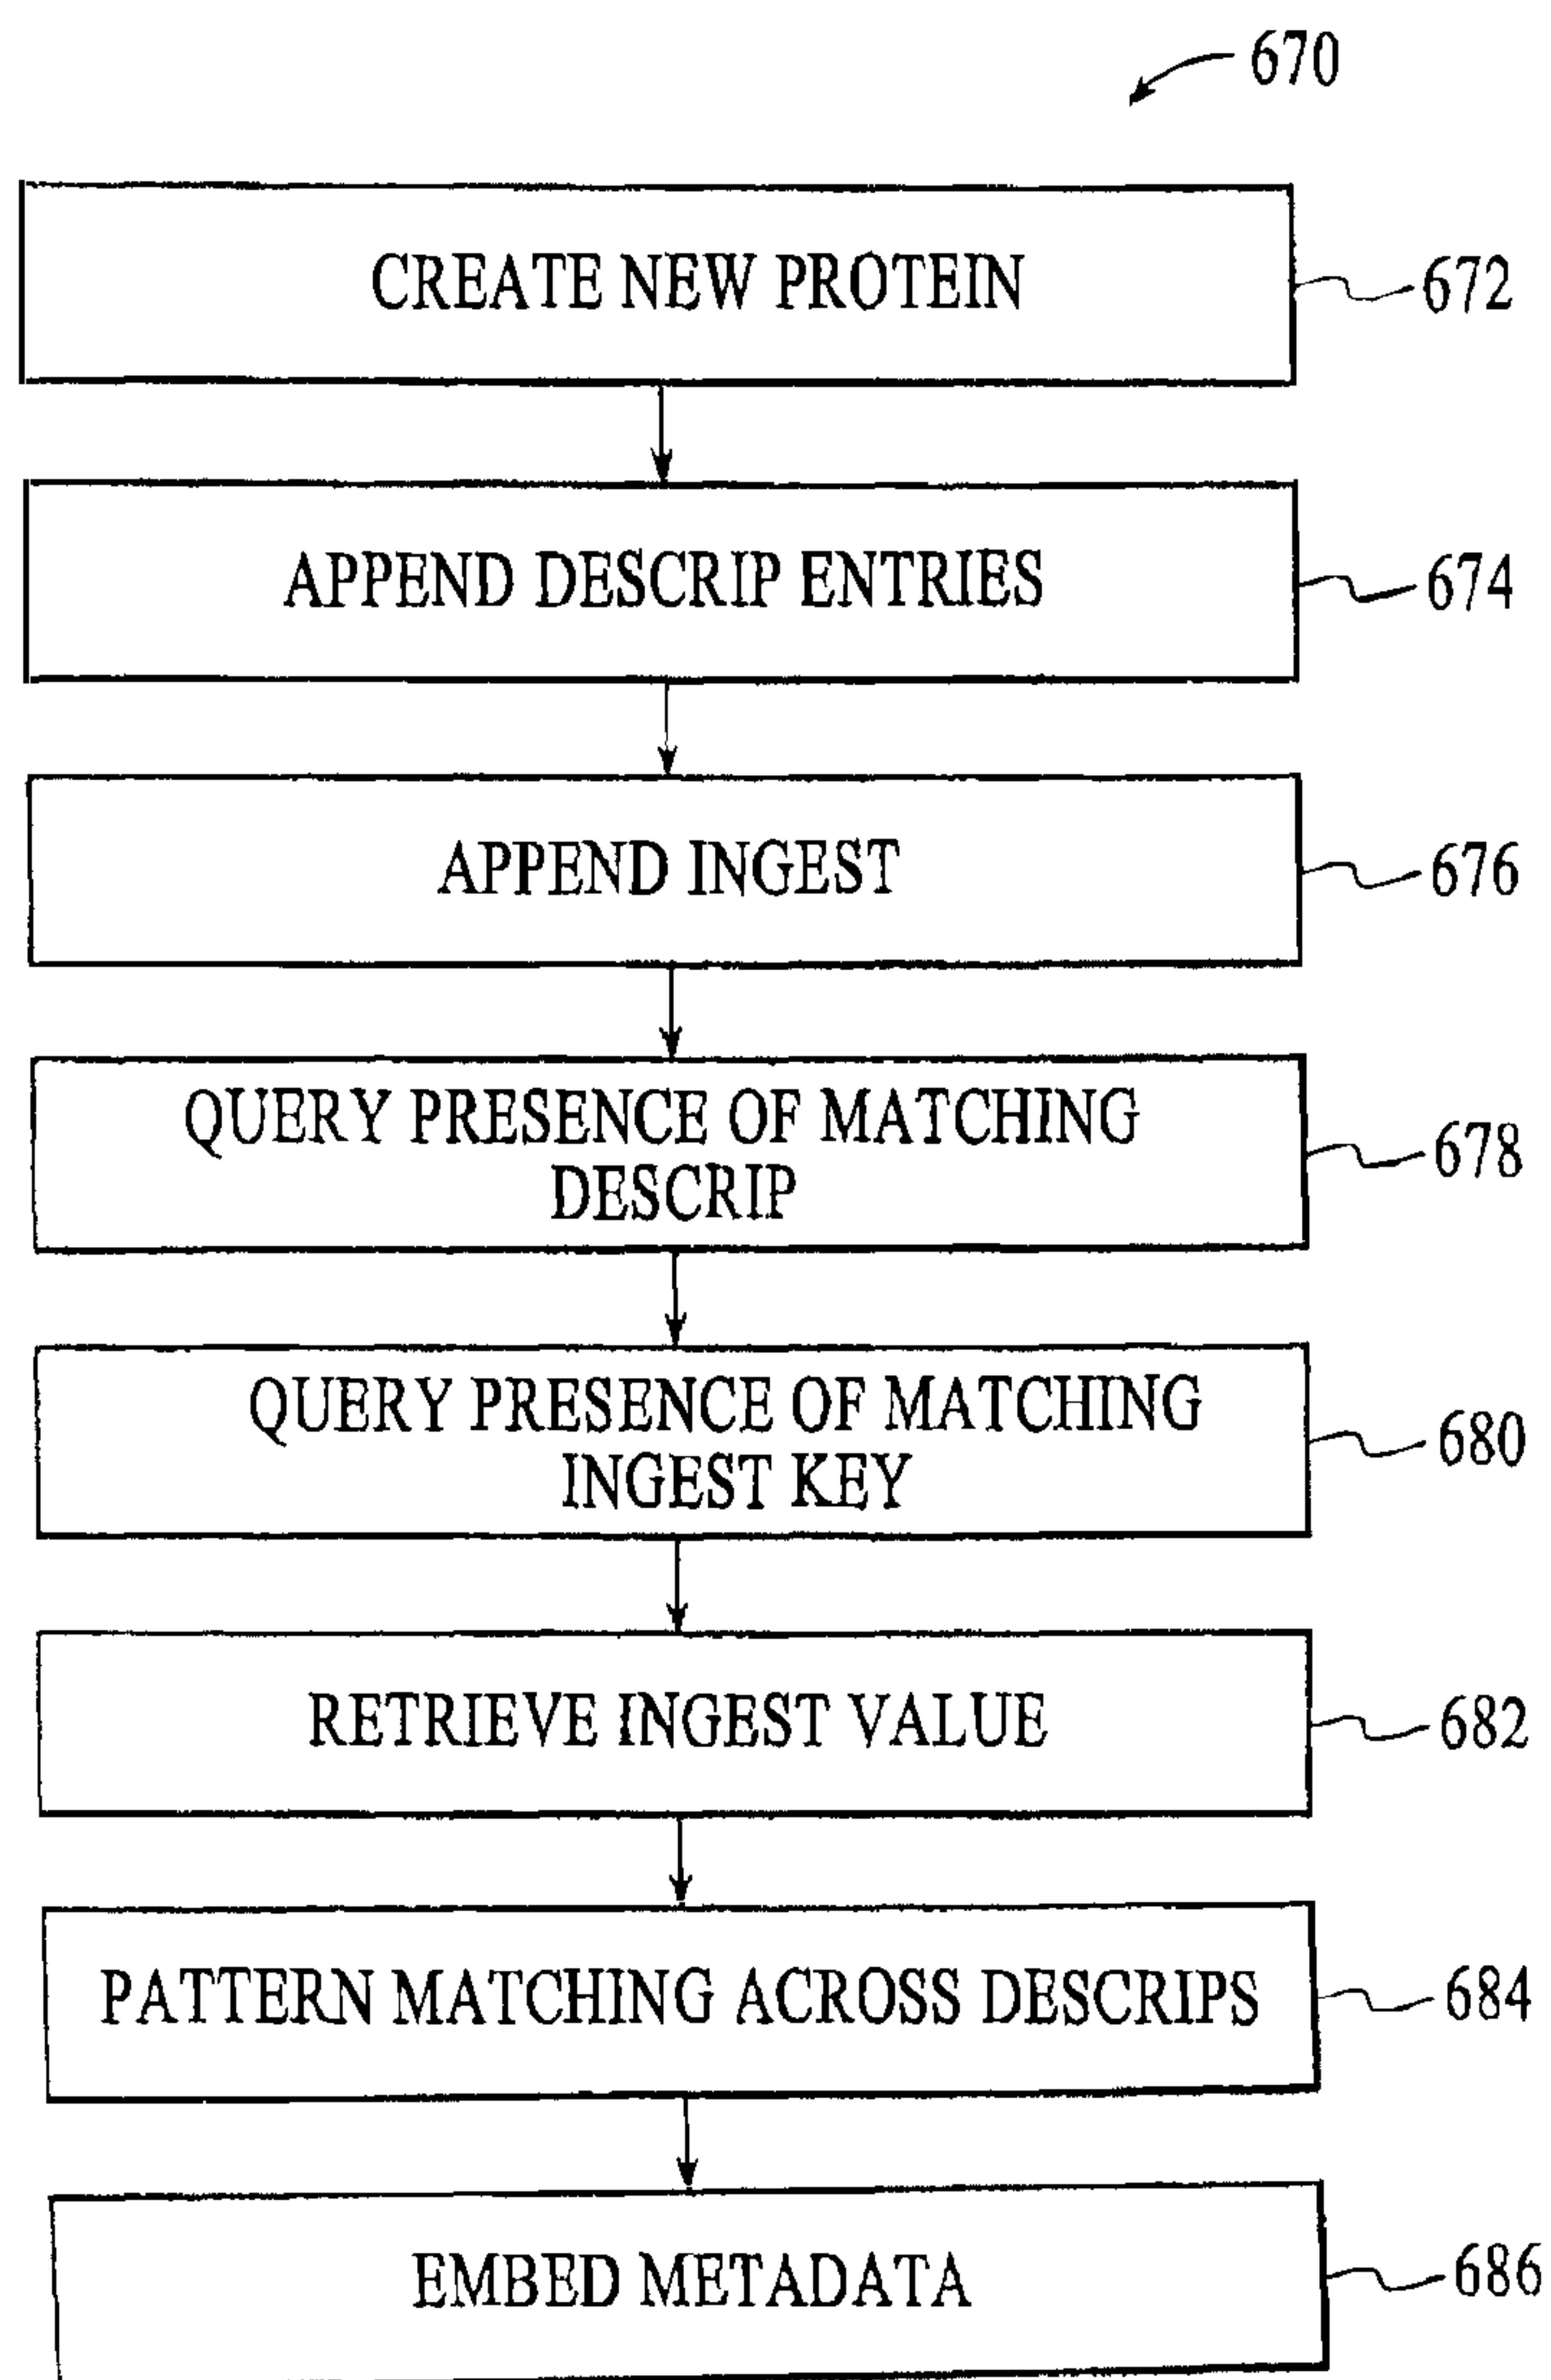 670
CREATE NEW PROTEIN
672
APPEND DESCRIP ENTRIES
674
APPEND INGEST
676
QUERY PRESENCE OF MATCHING
DESCRIP
678
QUERY PRESENCE OF MATCHING
INGEST KEY
680
RETRIEVE INGEST VALUE
682
PATTERN MATCHING ACROSS DESCRIPS
684
EMBED METADATA
686